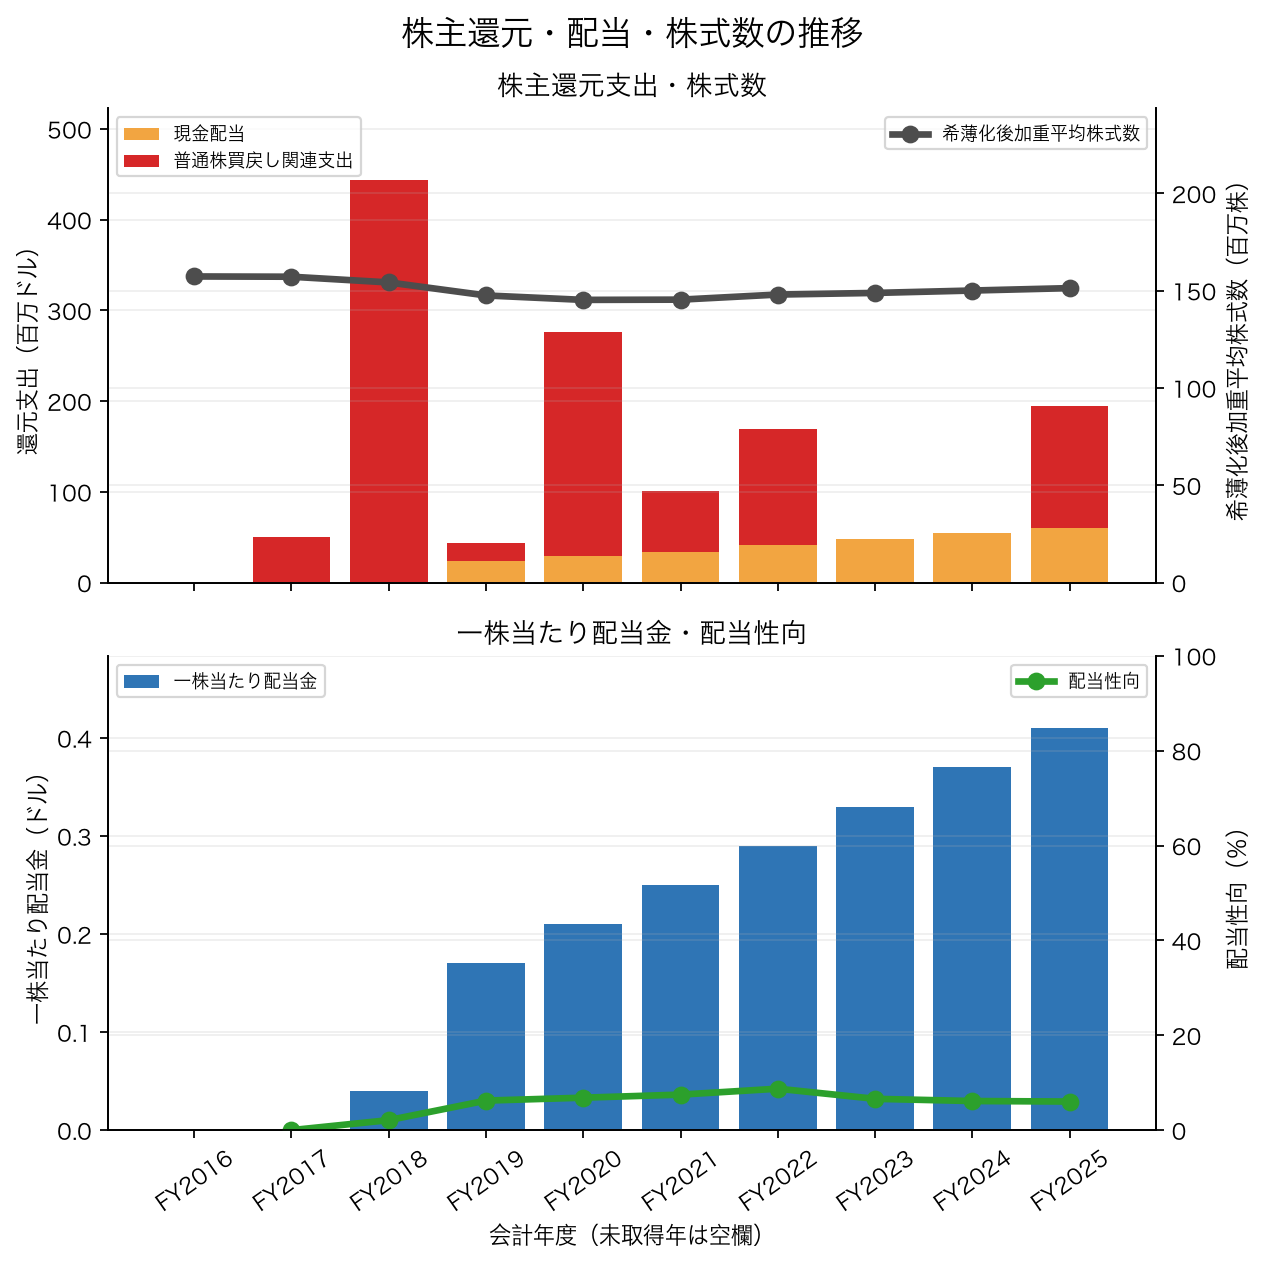 株主還元・配当・株式数の推移
株主還元支出・株式数
現金配当
普通株買戻し関連支出
希薄化後加重平均株式数
還元支出（百万ドル）
500
400
300
200
100
0
200
150
100
50
0
希薄化後加重平均株式数（百万株）
一株当たり配当金・配当性向
一株当たり配当金
配当性向
一株当たり配当金（ドル）
0.4
0.3
0.2
0.1
0.0
100
80
60
40
20
0
配当性向（%）
FY2016
FY2017
FY2018
FY2019
FY2020
FY2021
FY2022
FY2023
FY2024
FY2025
会計年度（未取得年は空欄）